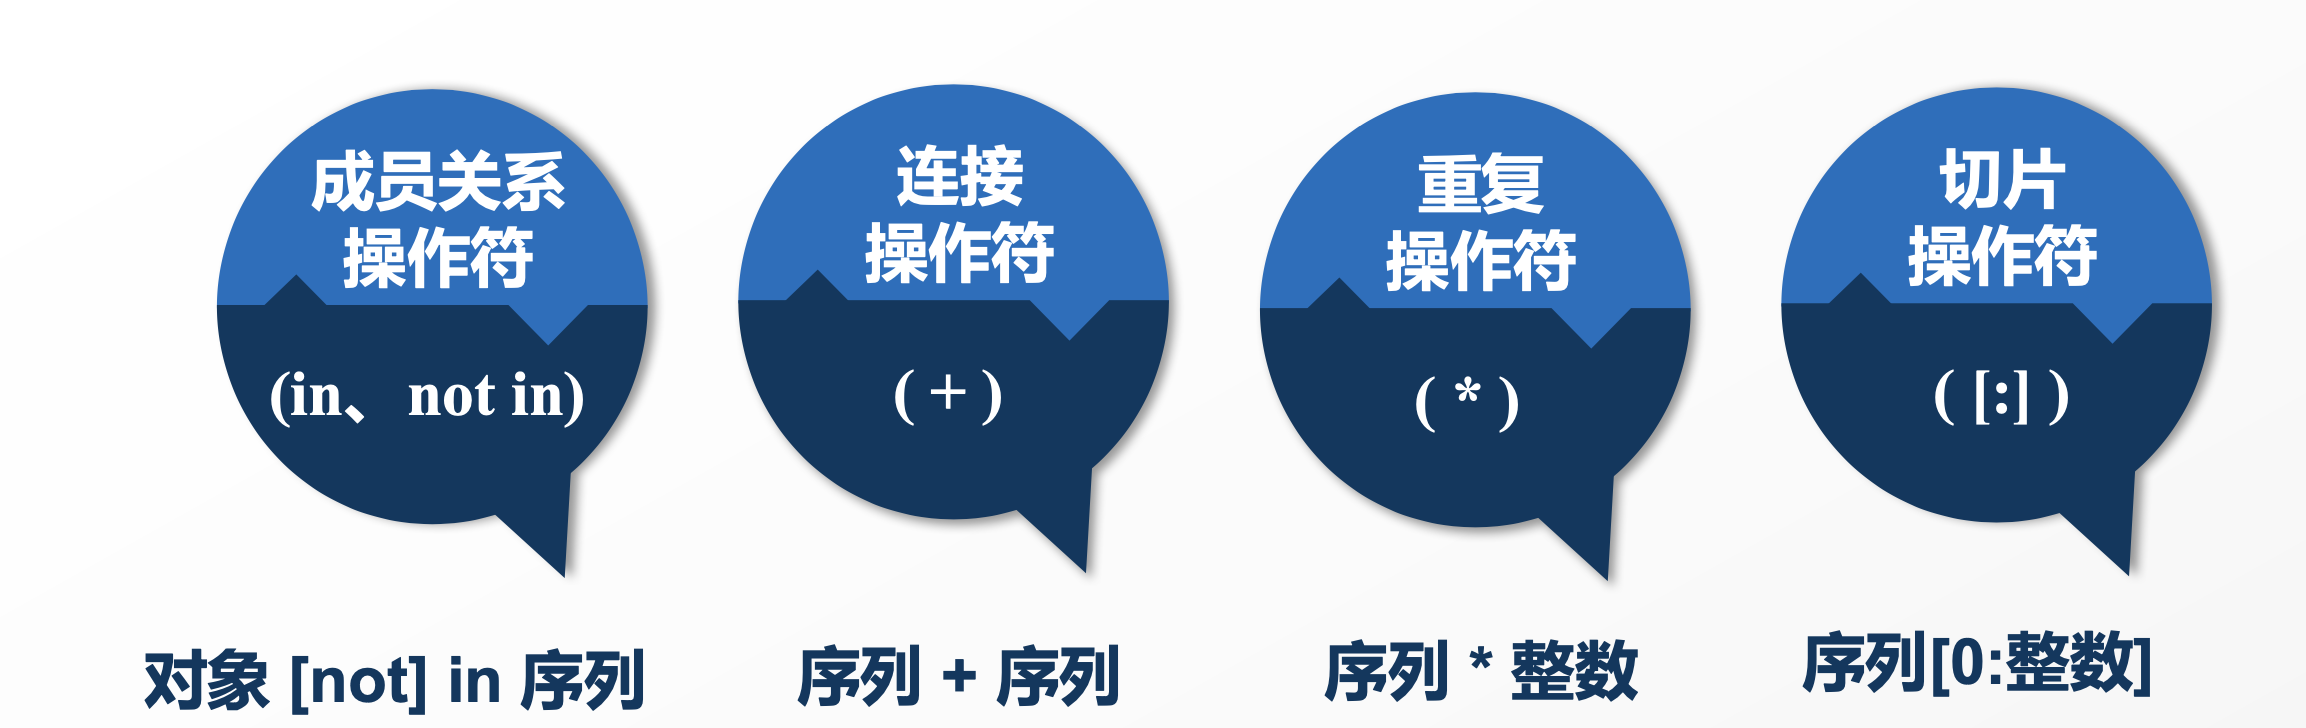 成员关系
操作符
(in、not in)
对象 [not] in 序列
连接
操作符
( + )
序列 + 序列
重复
操作符
( * )
序列 * 整数
切片
操作符
( [:] )
序列[0:整数]